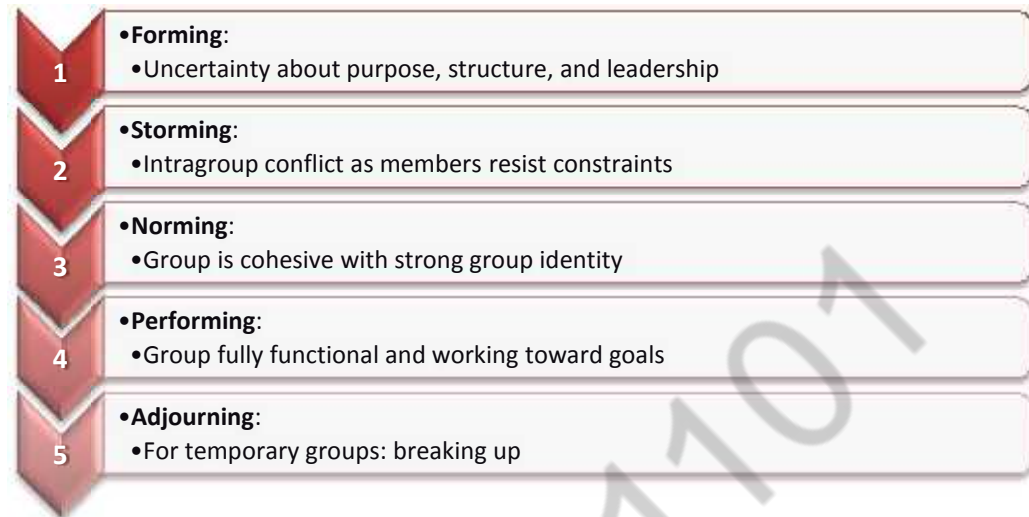 1
•Forming:
•Uncertainty about purpose, structure, and leadership
2
•Storming:
•Intragroup conflict as members resist constraints
3
•Norming:
•Group is cohesive with strong group identity
4
•Performing:
•Group fully functional and working toward goals
5
•Adjourning:
•For temporary groups: breaking up
1101